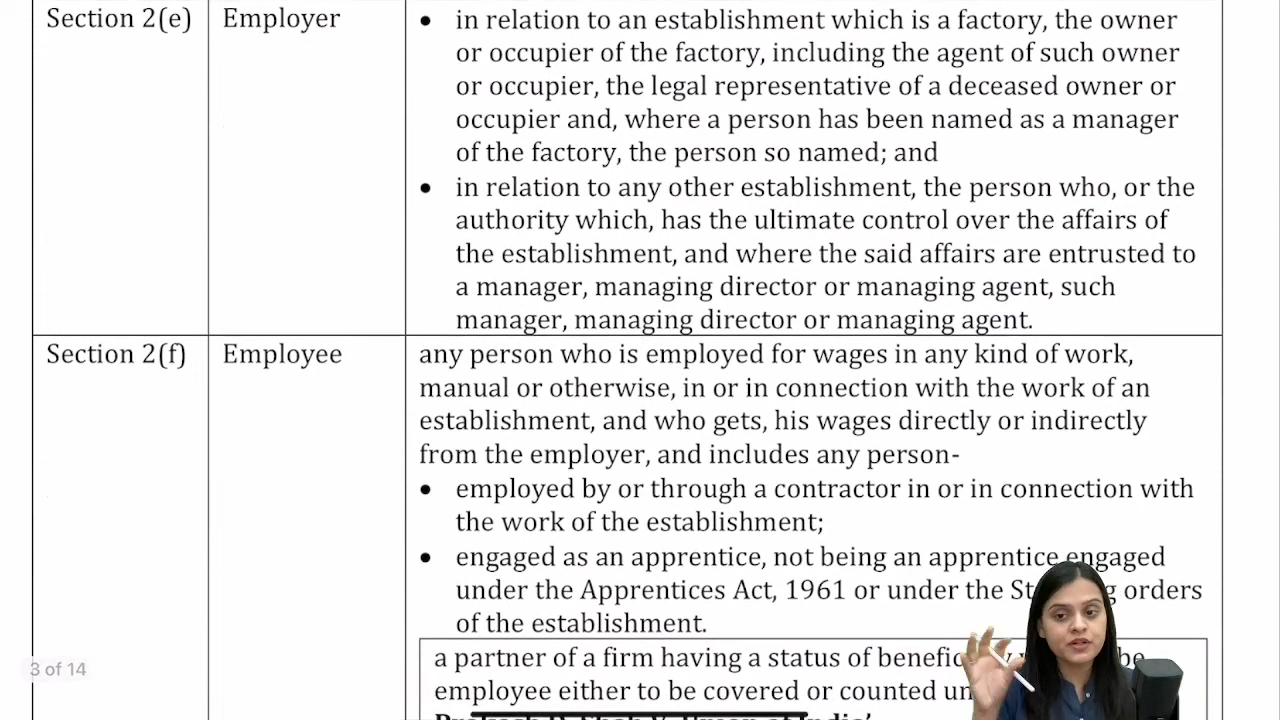 Section 2(e)
Employer
• in relation to an establishment which is a factory, the owner
or occupier of the factory, including the agent of such owner
or occupier, the legal representative of a deceased owner or
occupier and, where a person has been named as a manager
of the factory, the person so named; and
• in relation to any other establishment, the person who, or the
authority which, has the ultimate control over the affairs of
the establishment, and where the said affairs are entrusted to
a manager, managing director or managing agent, such
manager, managing director or managing agent.
Section 2(f)
Employee
any person who is employed for wages in any kind of work,
manual or otherwise, in or in connection with the work of an
establishment, and who gets, his wages directly or indirectly
from the employer, and includes any person-
• employed by or through a contractor in or in connection with
the work of the establishment;
• engaged as an apprentice, not being an apprentice engaged
under the Apprentices Act, 1961 or under the orders
of the establishment.
a partner of a firm having a status of be
employee either to be covered or counted
3 of 14